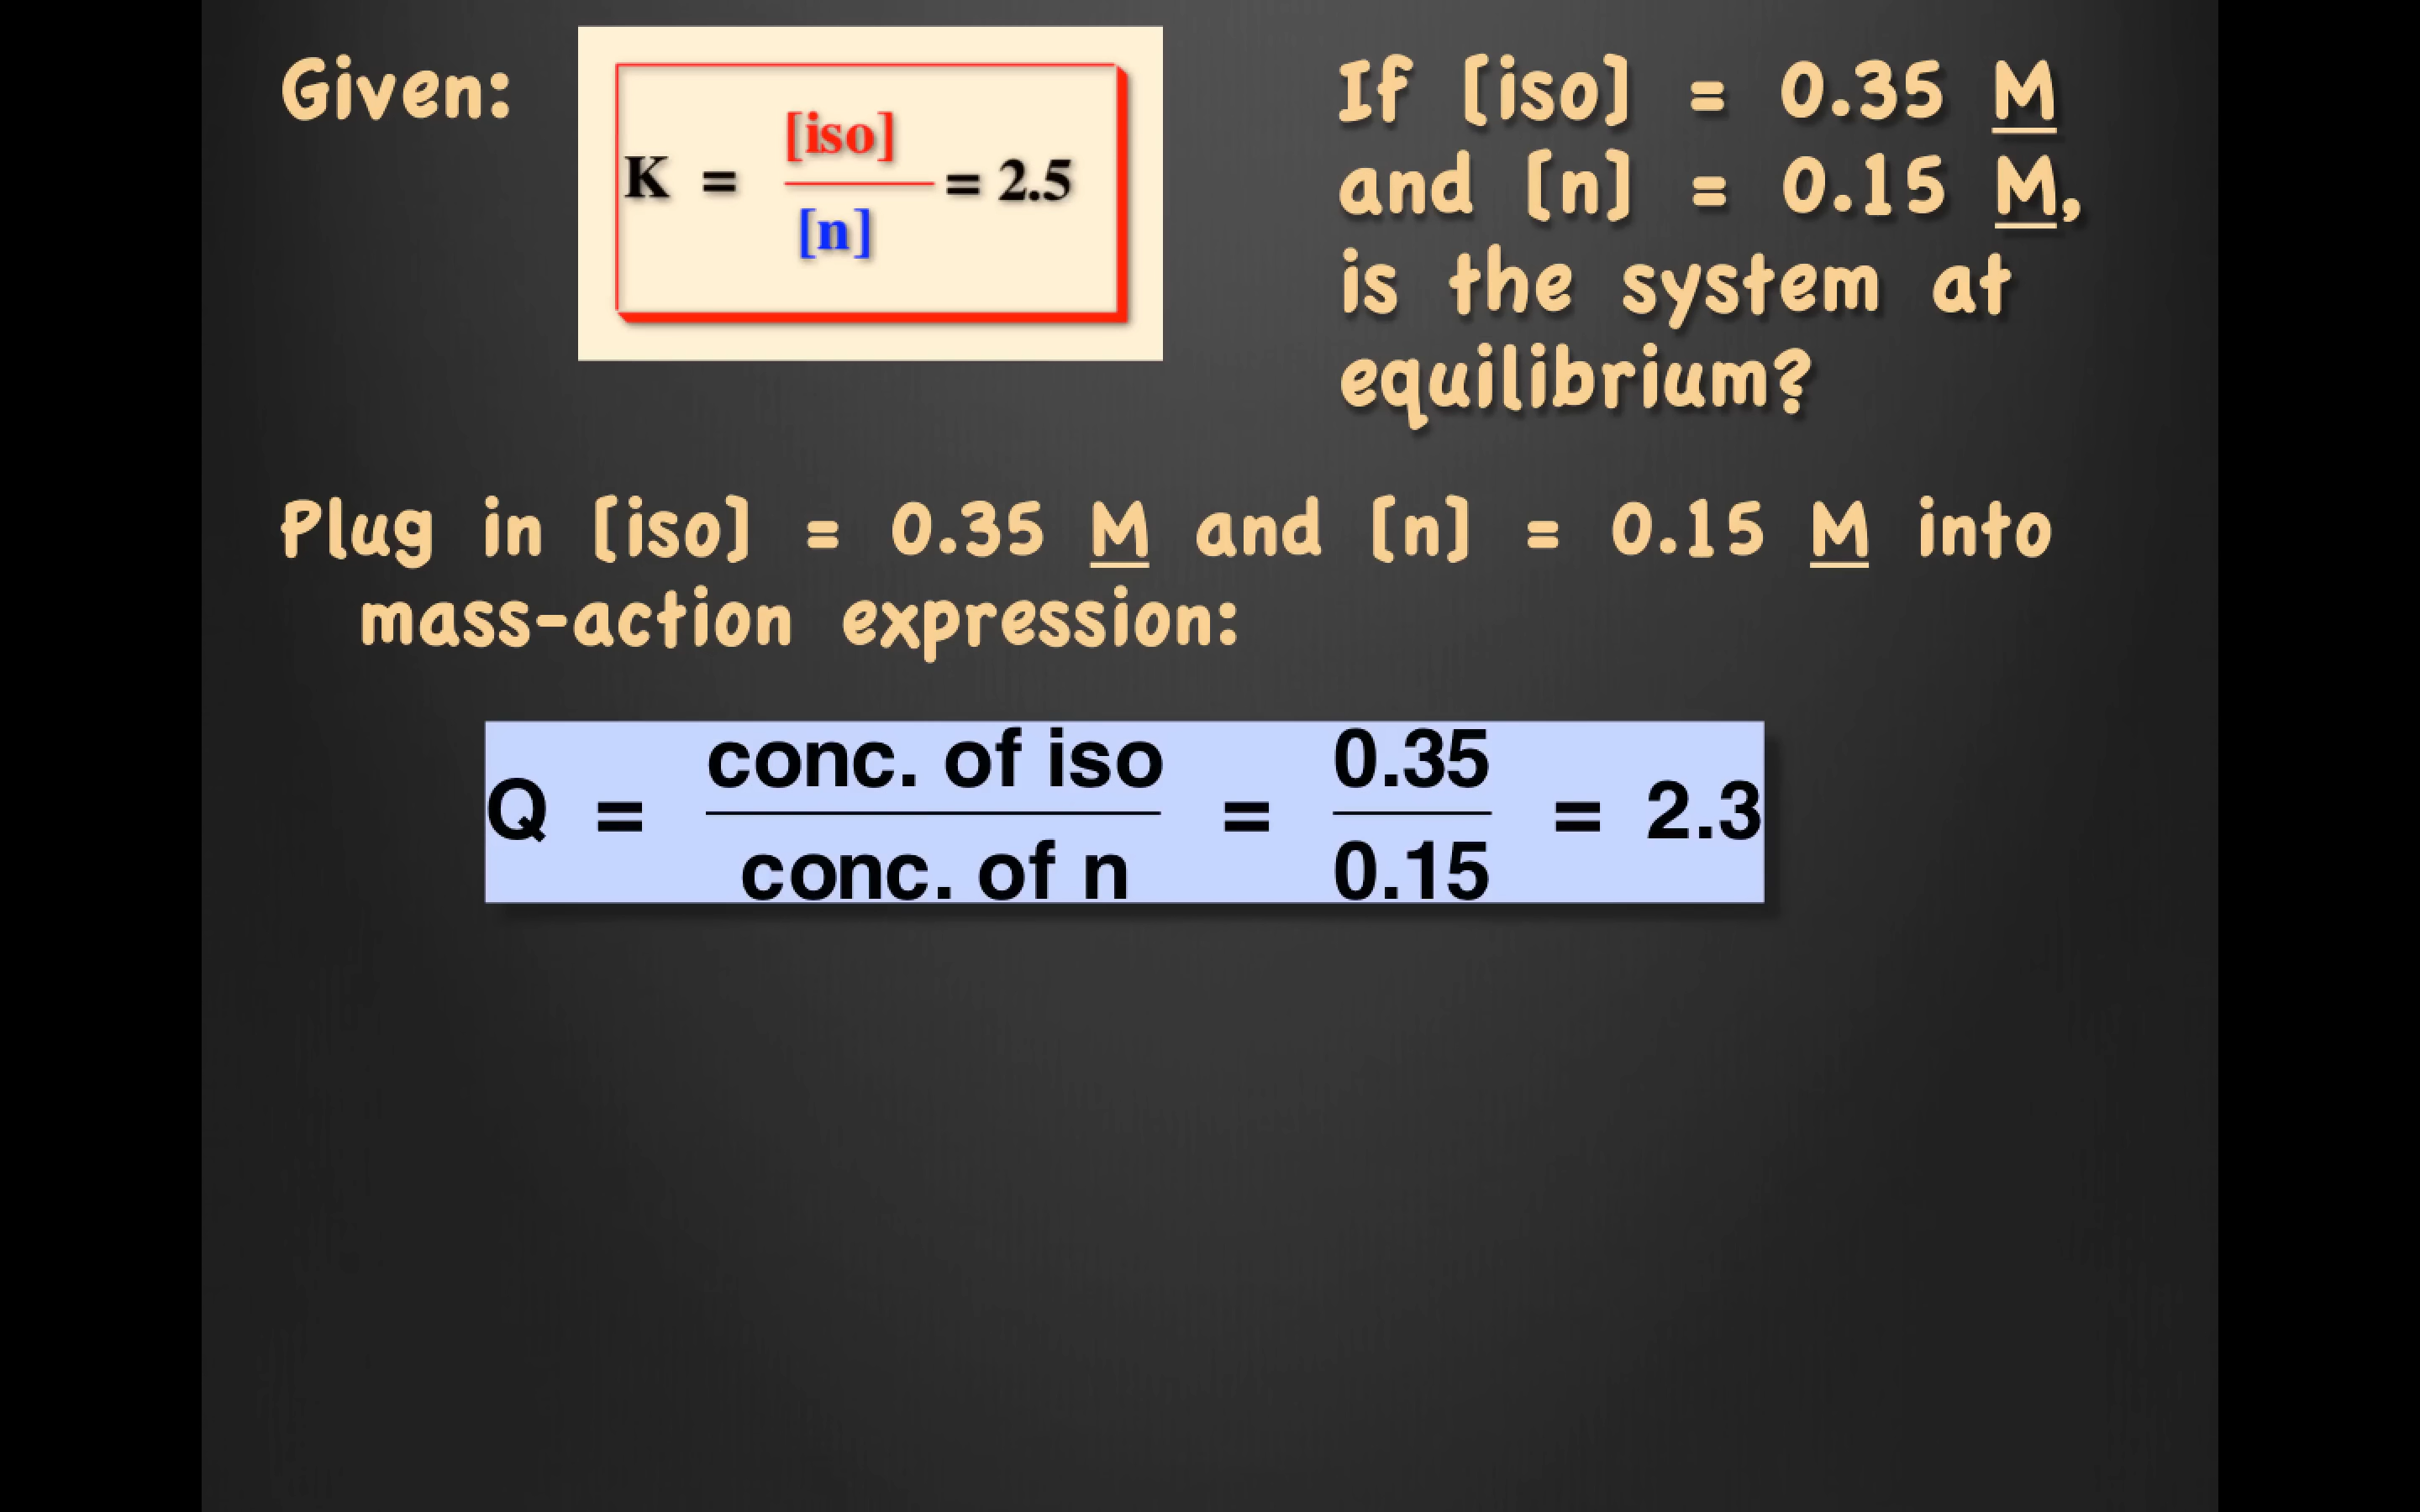 Given:
K = [iso] / [n] = 2.5
If [iso] = 0.35 M
and [n] = 0.15 M,
is the system at
equilibrium?
Plug in [iso] = 0.35 M and [n] = 0.15 M into
mass-action expression:
Q = conc. of iso / conc. of n = 0.35 / 0.15 = 2.3